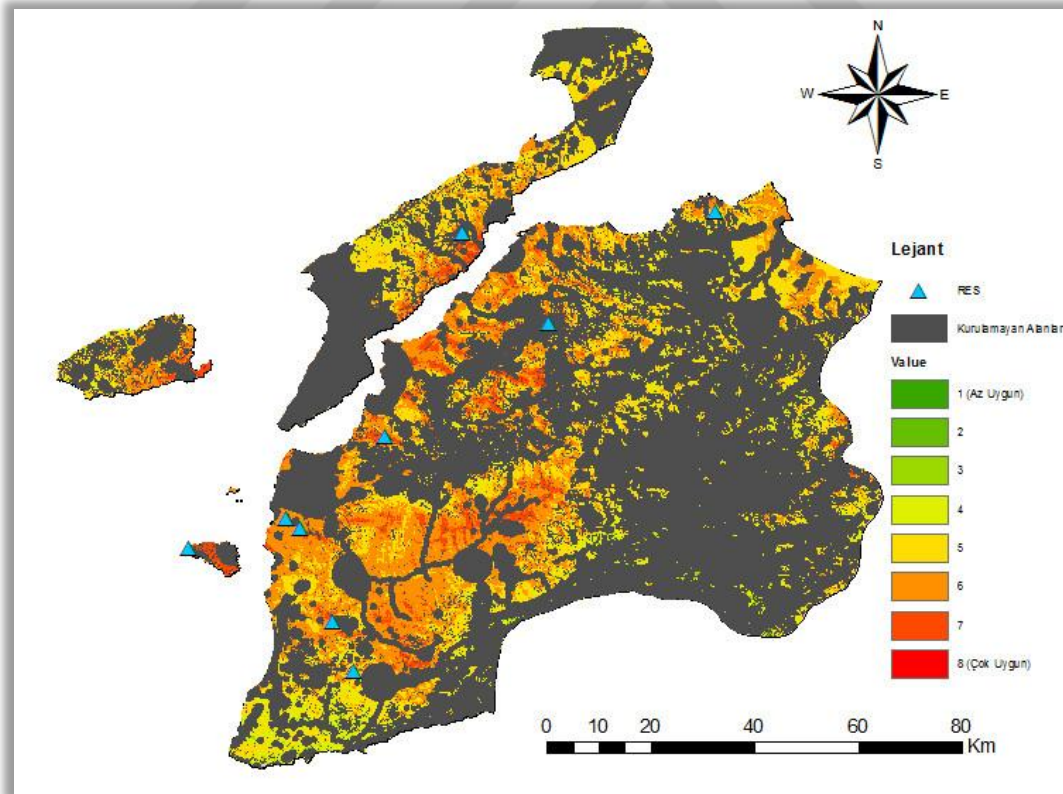 N
W E
S
Lejant
RES
Kurulamayan Alanlar
Value
1 (Az Uygun)
2
3
4
5
6
7
8 (Çok Uygun)
0 10 20 40 60 80
Km